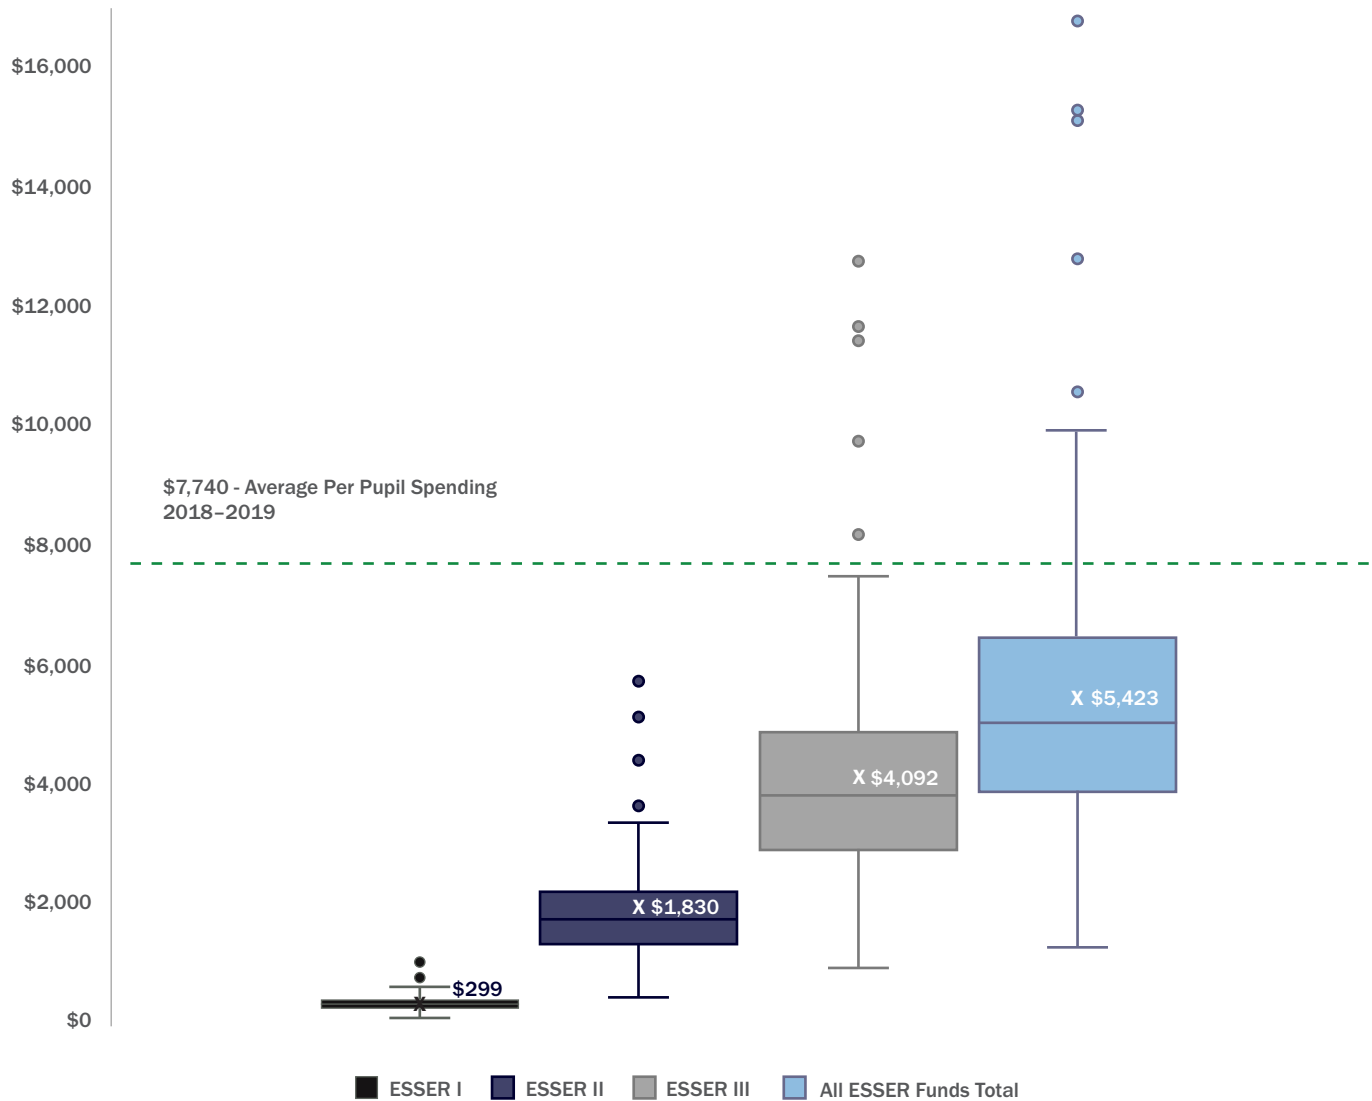 $16,000
$14,000
$12,000
$10,000
$7,740 - Average Per Pupil Spending
2018–2019
$8,000
$6,000
X $5,423
$4,000
X $4,092
$2,000
X $1,830
$299
X
$0
ESSER I
ESSER II
ESSER III
All ESSER Funds Total